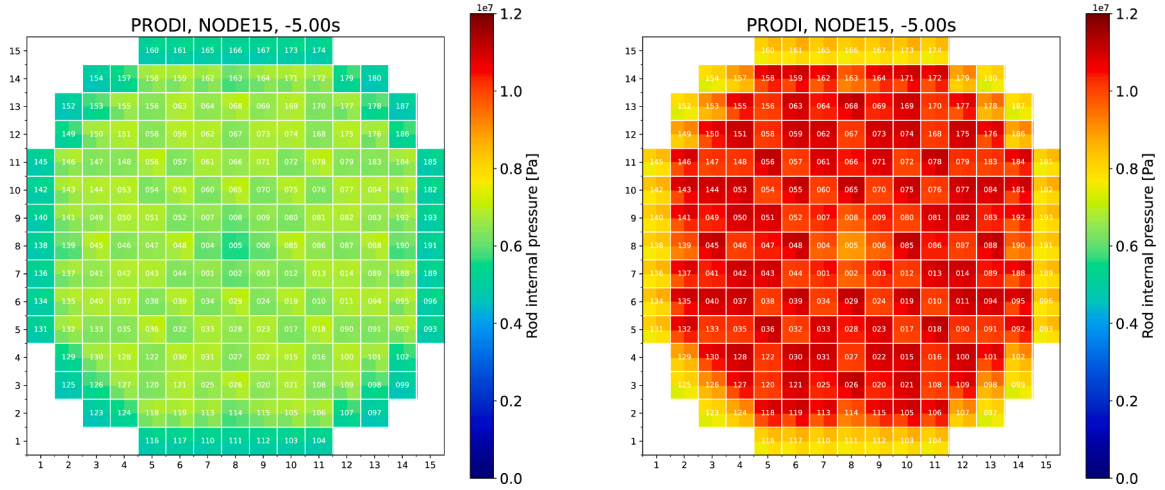 PRODI, NODE15, -5.00s
15 160 161 165 166 167 173 174
14 154 157 158 159 162 163 164 171 172 179 180
13 152 153 155 156 063 064 068 069 169 170 177 178 187
12 149 150 151 058 059 062 067 073 074 168 175 176 186
11 145 146 147 148 056 057 061 066 071 072 078 079 183 184 185
10 142 143 144 053 054 055 060 065 070 075 076 077 084 181 182
9 140 141 049 050 051 052 007 008 009 080 081 082 083 192 193
8 138 139 045 046 047 048 004 005 006 085 086 087 088 190 191
7 136 137 041 042 043 044 001 002 003 012 013 014 089 188 189
6 134 135 040 037 038 039 034 029 024 019 010 011 094 095 096
5 131 132 133 035 036 032 033 028 023 017 018 090 091 092 093
4 129 130 128 122 030 031 027 022 015 016 100 101 102
3 125 126 127 120 121 025 026 020 021 108 109 098 099
2 123 124 118 119 113 114 115 105 106 107 097
1 116 117 110 111 112 103 104
1 2 3 4 5 6 7 8 9 10 11 12 13 14 15
1e7
1.2
1.0
0.8
0.6
0.4
0.2
0.0
Rod internal pressure [Pa]
PRODI, NODE15, -5.00s
15 160 161 165 166 167 173 174
14 154 157 158 159 162 163 164 171 172 179 180
13 152 153 155 156 063 064 068 069 169 170 177 178 187
12 149 150 151 058 059 062 067 073 074 168 175 176 186
11 145 146 147 148 056 057 061 066 071 072 078 079 183 184 185
10 142 143 144 053 054 055 060 065 070 075 076 077 084 181 182
9 140 141 049 050 051 052 007 008 009 080 081 082 083 192 193
8 138 139 045 046 047 048 004 005 006 085 086 087 088 190 191
7 136 137 041 042 043 044 001 002 003 012 013 014 089 188 189
6 134 135 040 037 038 039 034 029 024 019 010 011 094 095 096
5 131 132 133 035 036 032 033 028 023 017 018 090 091 092 093
4 129 130 128 122 030 031 027 022 015 016 100 101 102
3 125 126 127 120 121 025 026 020 021 108 109 098 099
2 123 124 118 119 113 114 115 105 106 107 097
1 116 117 110 111 112 103 104
1 2 3 4 5 6 7 8 9 10 11 12 13 14 15
1e7
1.2
1.0
0.8
0.6
0.4
0.2
0.0
Rod internal pressure [Pa]